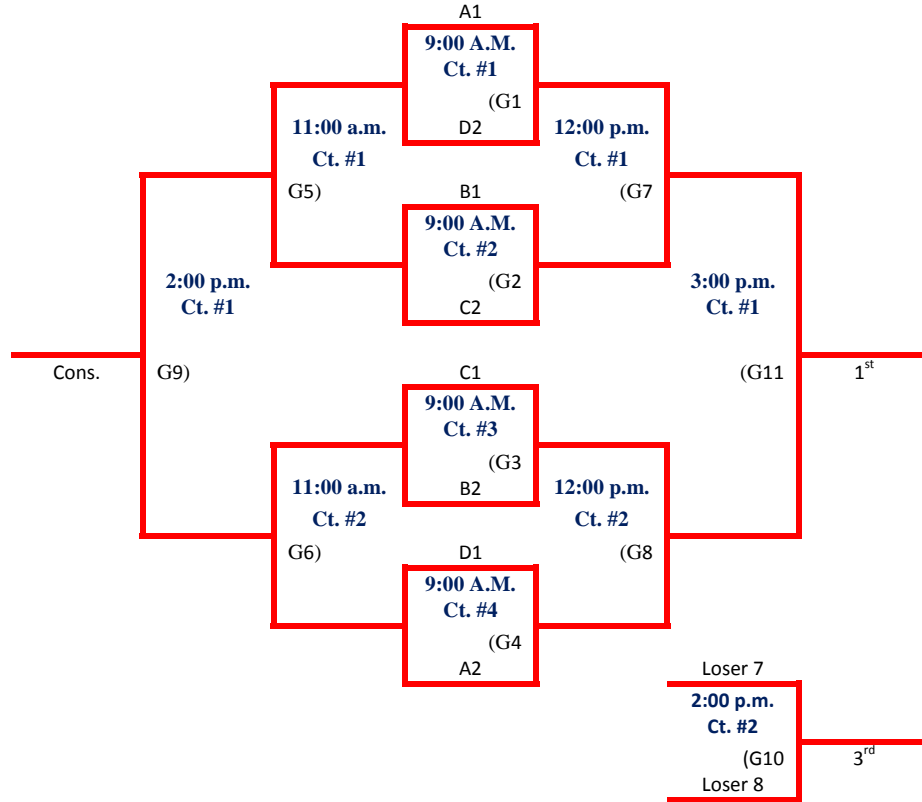 A1
9:00 A.M.
Ct. #1
(G1
D2
11:00 a.m.
Ct. #1
G5)
12:00 p.m.
Ct. #1
(G7
B1
9:00 A.M.
Ct. #2
(G2
C2
2:00 p.m.
Ct. #1
G9)
Cons.
3:00 p.m.
Ct. #1
(G11
1st
C1
9:00 A.M.
Ct. #3
(G3
B2
11:00 a.m.
Ct. #2
G6)
12:00 p.m.
Ct. #2
(G8
D1
9:00 A.M.
Ct. #4
(G4
A2
Loser 7
2:00 p.m.
Ct. #2
(G10
3rd
Loser 8